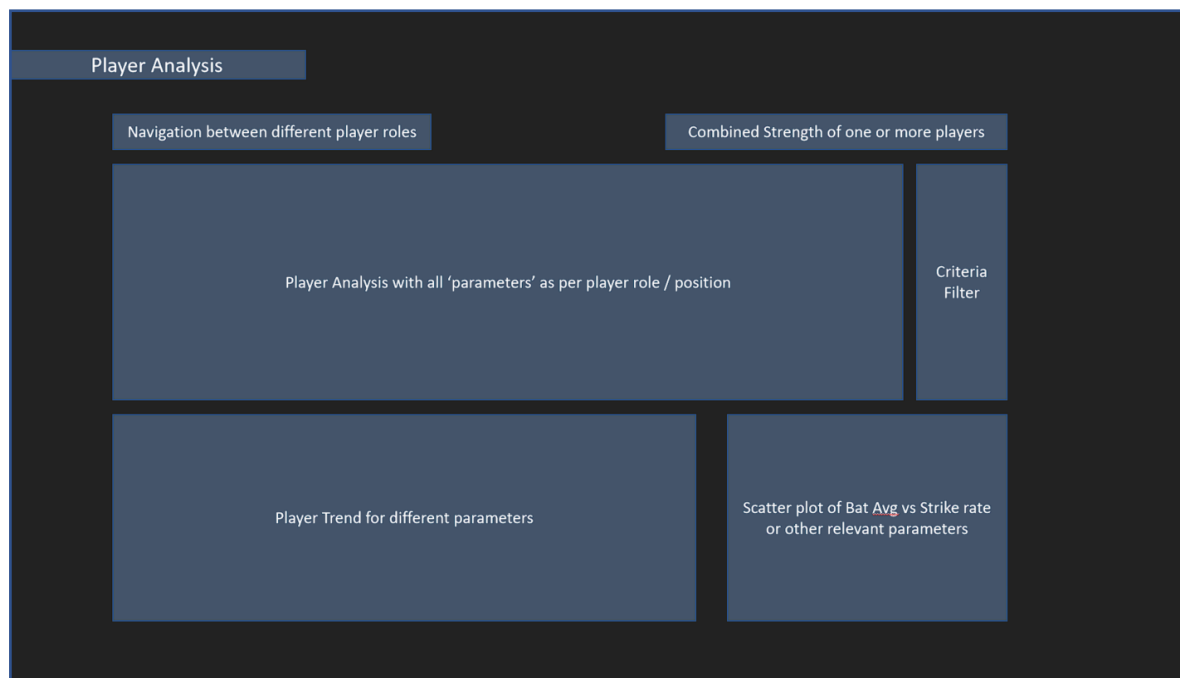 Player Analysis
Navigation between different player roles
Combined Strength of one or more players
Player Analysis with all ‘parameters’ as per player role / position
Criteria
Filter
Player Trend for different parameters
Scatter plot of Bat Avg vs Strike rate
or other relevant parameters